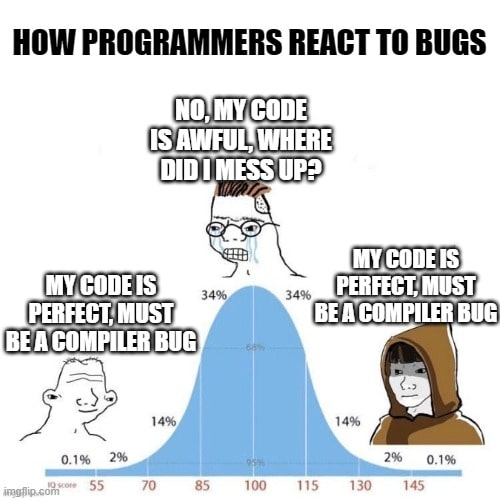 HOW PROGRAMMERS REACT TO BUGS
NO, MY CODE
IS AWFUL, WHERE
DID I MESS UP?
MY CODE IS
PERFECT, MUST
BE A COMPILER BUG
MY CODE IS
PERFECT, MUST
BE A COMPILER BUG
34% 34%
68%
14% 14%
95%
0.1% 2% 2% 0.1%
IQ score 55 70 85 100 115 130 145
imgflip.com